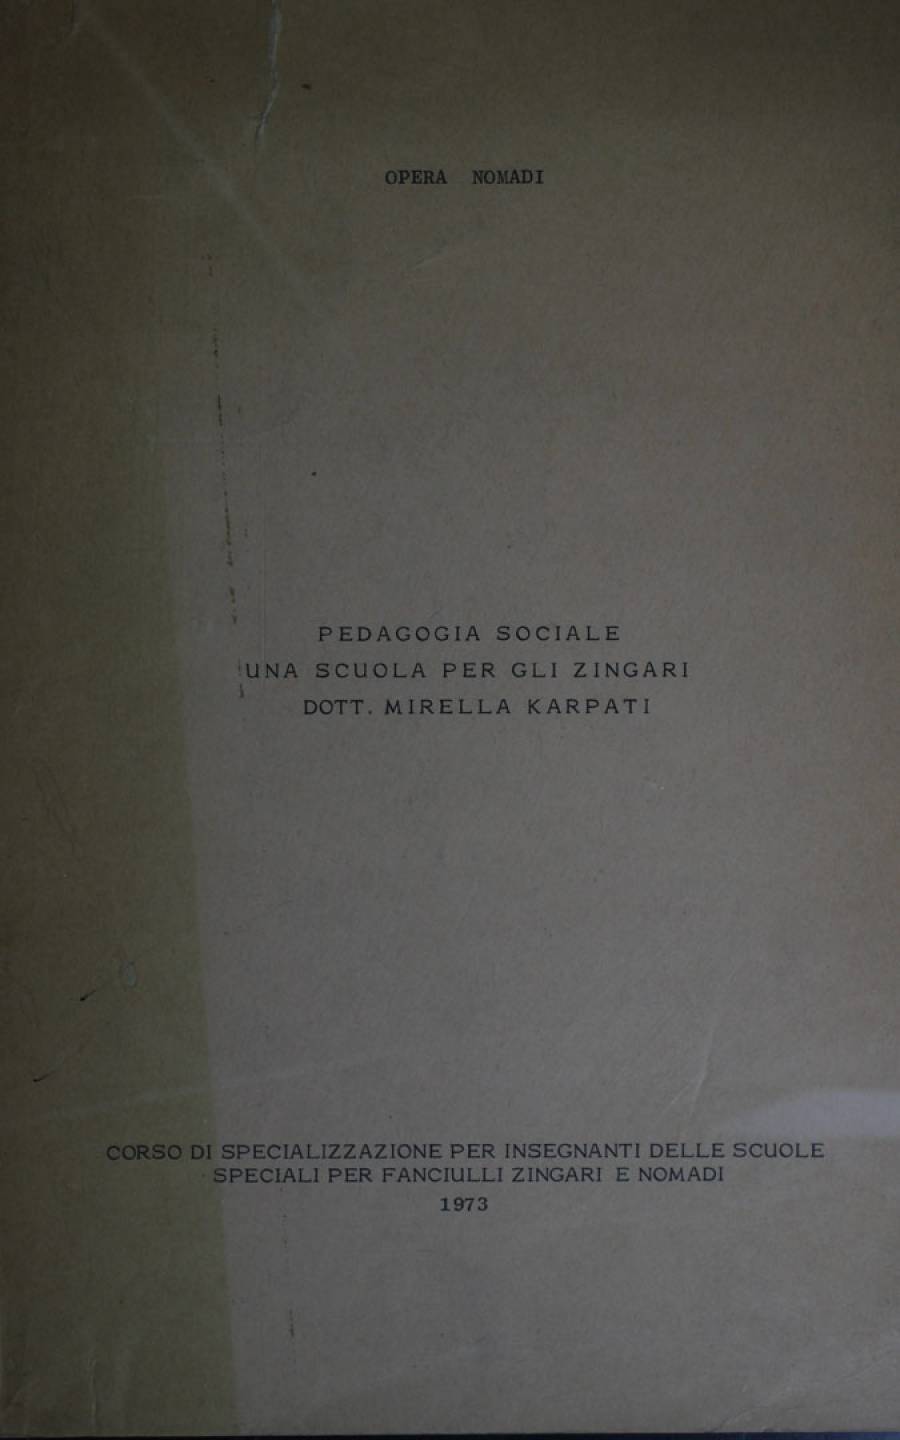 OPERA NOMADI
PEDAGOGIA SOCIALE
UNA SCUOLA PER GLI ZINGARI
DOTT. MIRELLA KARPATI
CORSO DI SPECIALIZZAZIONE PER INSEGNANTI DELLE SCUOLE
SPECIALI PER FANCIULLI ZINGARI E NOMADI
1973